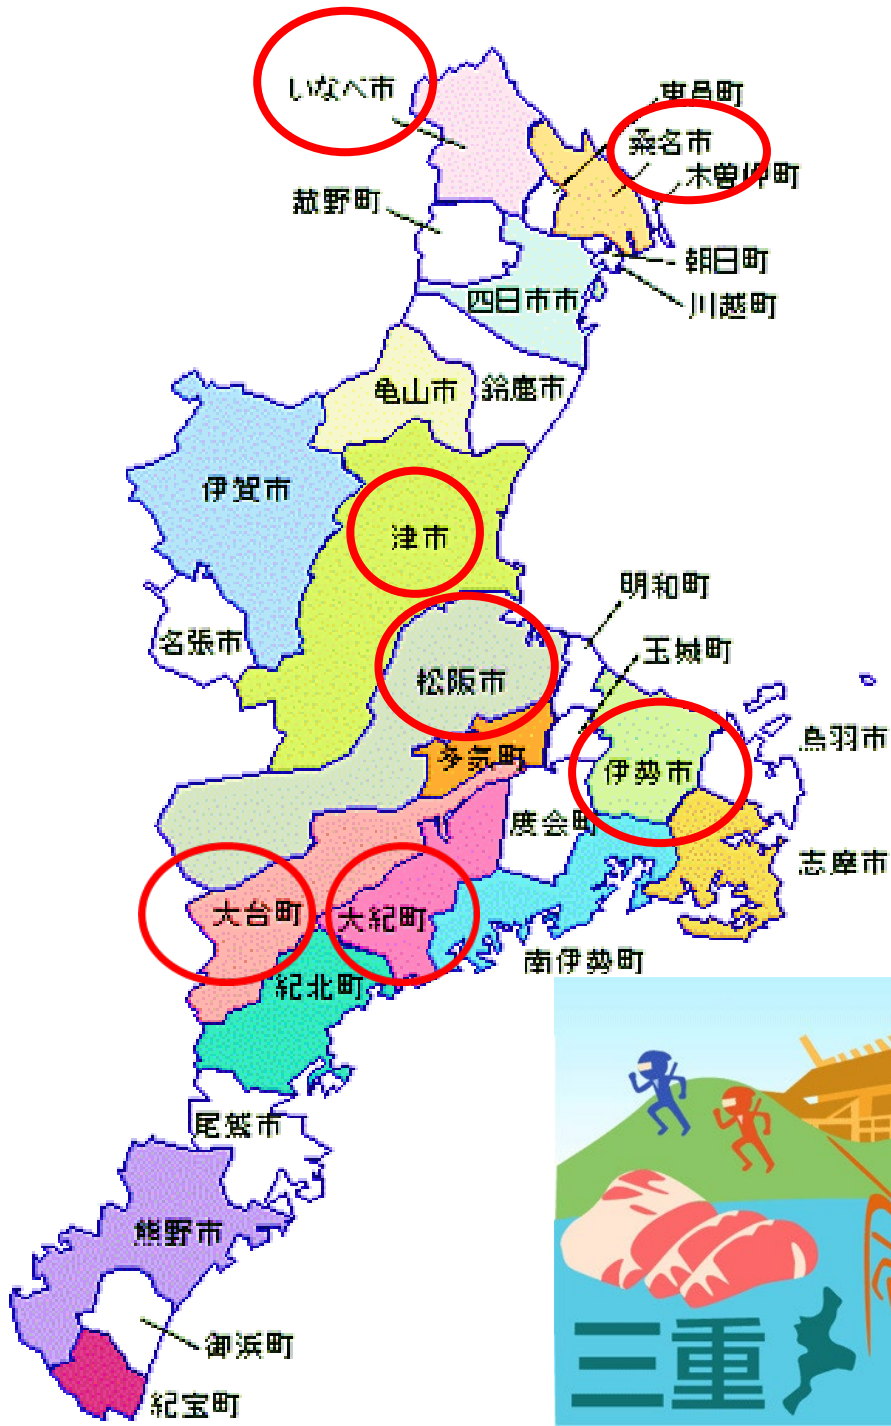 いなべ市
東員町
桑名市
木曽岬町
菰野町
朝日町
四日市市
川越町
亀山市
鈴鹿市
伊賀市
津市
明和町
名張市
玉城町
松阪市
鳥羽市
多気町
伊勢市
度会町
志摩市
大台町
大紀町
南伊勢町
紀北町
尾鷲市
熊野市
御浜町
紀宝町
三重